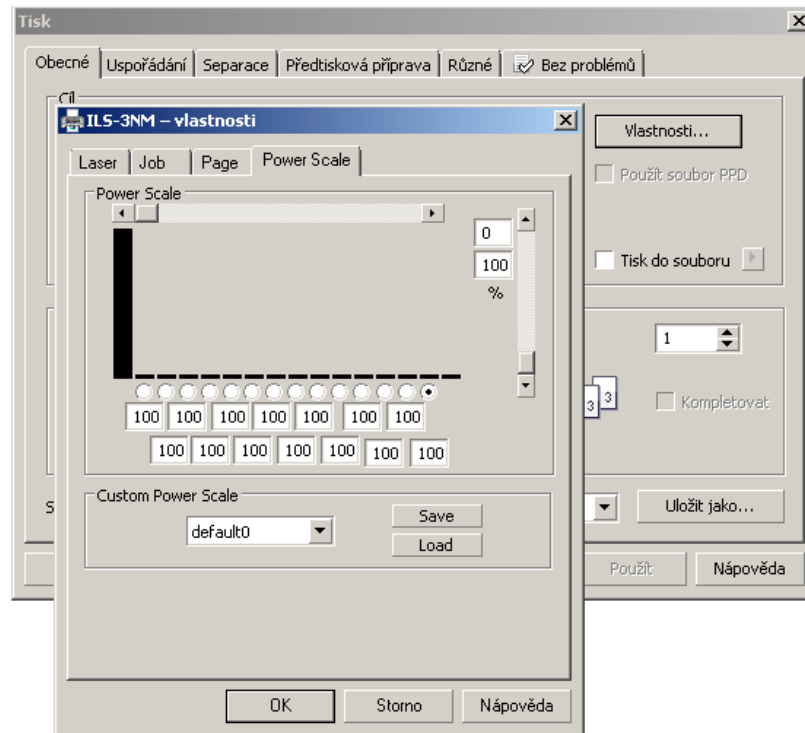 Tisk
Obecné Uspořádání Separace Předtisková příprava Různé Bez problémů
Cíl
ILS-3NM – vlastnosti
Vlastnosti...
Laser Job Page Power Scale
Použít soubor PPD
Power Scale
0
100
%
Tisk do souboru
1
3 3
Kompletovat
100 100 100 100 100 100 100
100 100 100 100 100 100 100
S
Custom Power Scale
default0
Save
Load
Uložit jako...
Použít Nápověda
OK Storno Nápověda